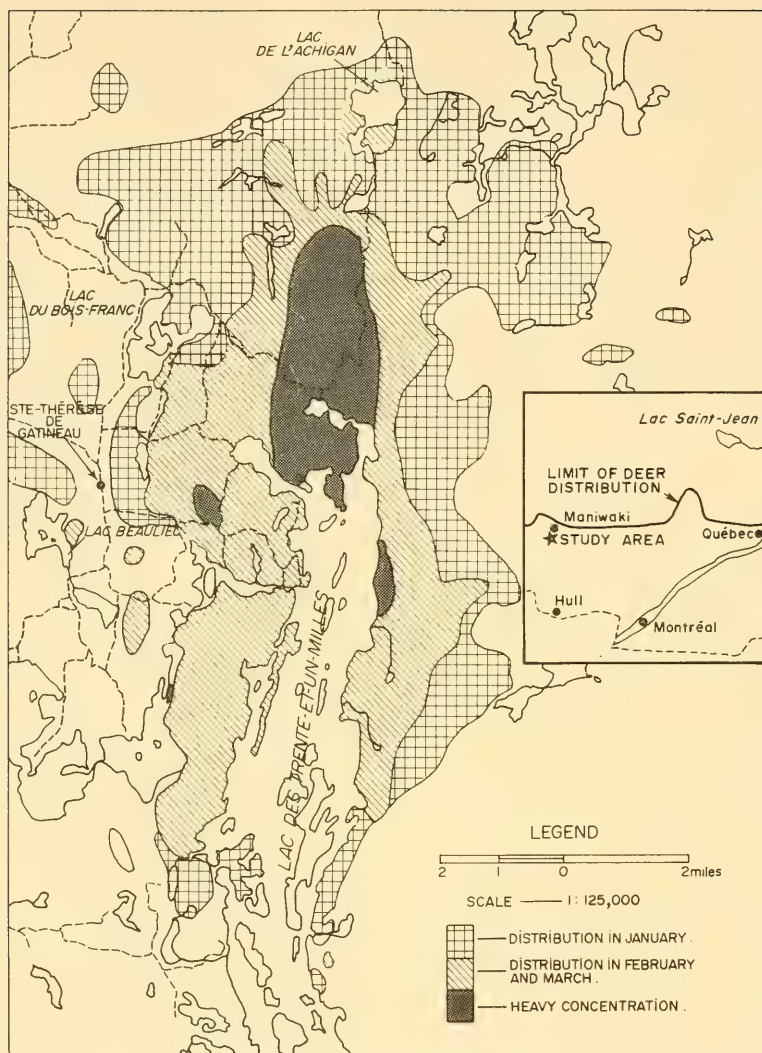 LAC
DE L'ACHIGAN
LAC
DU BOIS-FRANC
STE-THÉRÈSE
DE
GATINEAU
LAC BEAULIEU
LAC DES TRENTE-ET-UN-MILLES
Lac Saint-Jean
LIMIT OF DEER
DISTRIBUTION
Maniwaki
Québec
STUDY AREA
Hull
Montréal
LEGEND
2 1 0 2 miles
SCALE — 1: 125,000
DISTRIBUTION IN JANUARY.
DISTRIBUTION IN FEBRUARY
AND MARCH.
HEAVY CONCENTRATION.